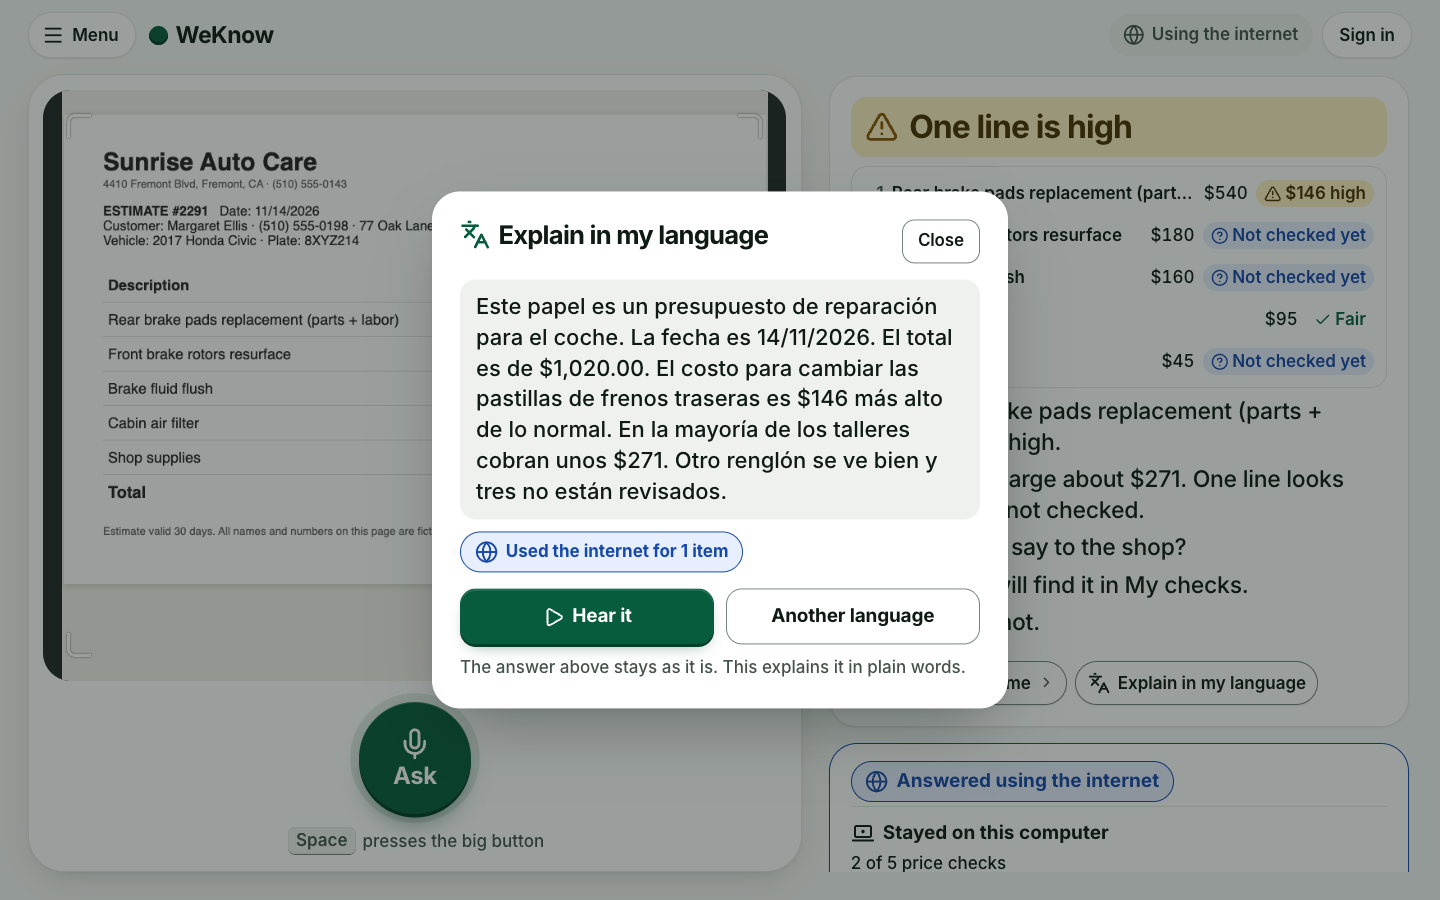 Menu
WeKnow
Using the internet
Sign in
Sunrise Auto Care
4410 Fremont Blvd, Fremont, CA · (510) 555-0143
ESTIMATE #2291 Date: 11/14/2026
Customer: Margaret Ellis · (510) 555-0198 · 77 Oak Lane
Vehicle: 2017 Honda Civic · Plate: 8XYZ214
Description
Rear brake pads replacement (parts + labor)
Front brake rotors resurface
Brake fluid flush
Cabin air filter
Shop supplies
Total
Estimate valid 30 days. All names and numbers on this page are fict
Ask
Space presses the big button
Explain in my language
Close
Este papel es un presupuesto de reparación
para el coche. La fecha es 14/11/2026. El total
es de $1,020.00. El costo para cambiar las
pastillas de frenos traseras es $146 más alto
de lo normal. En la mayoría de los talleres
cobran unos $271. Otro renglón se ve bien y
tres no están revisados.
Used the internet for 1 item
Hear it
Another language
The answer above stays as it is. This explains it in plain words.
One line is high
pads replacement (part... $540 $146 high
tors resurface $180 Not checked yet
sh $160 Not checked yet
$95 Fair
$45 Not checked yet
ke pads replacement (parts +
high.
arge about $271. One line looks
not checked.
say to the shop?
ill find it in My checks.
not.
me
Explain in my language
Answered using the internet
Stayed on this computer
2 of 5 price checks